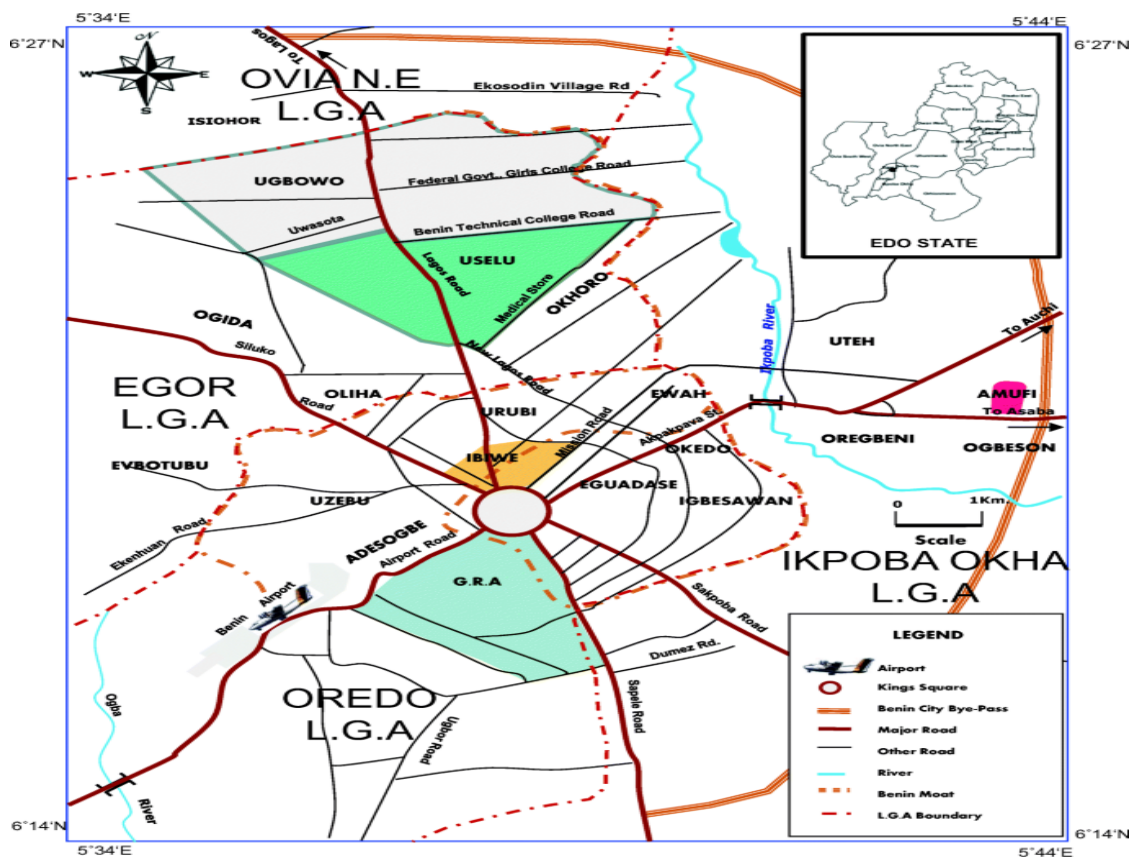 5°34'E
5°44'E
6°27'N
6°27'N
N
W
E
S
To Lagos
OVIA N.E
L.G.A
ISIOHOR
Ekosodin Village Rd
UGBOWO
Federal Govt., Girls College Road
Uwasota
Benin Technical College Road
USELU
Lagos Road
Medical Store
OKHORO
EDO STATE
OGIDA
Siluko
Road
New Lagos Road
Ikpoba River
UTEH
To Auchi
EGOR
L.G.A
OLIHA
URUBI
EWAH
Mission Road
Akpakpava St.
AMUFI
To Asaba
OREGBENI
OGBESON
EVBOTUBU
IBIWE
OKEDO
EGUADASE
IGBESAWAN
UZEBU
Ekenhuan Road
ADESOGBE
Airport Road
0
1Km.
Scale
IKPOBA OKHA
L.G.A
G.R.A
Benin Airport
Sakpoba Road
Dumez Rd.
OREDO
L.G.A
Ugbor Road
Sapele Road
Ogba
River
LEGEND
Airport
Kings Square
Benin City Bye-Pass
Major Road
Other Road
River
Benin Moat
L.G.A Boundary
6°14'N
6°14'N
5°34'E
5°44'E